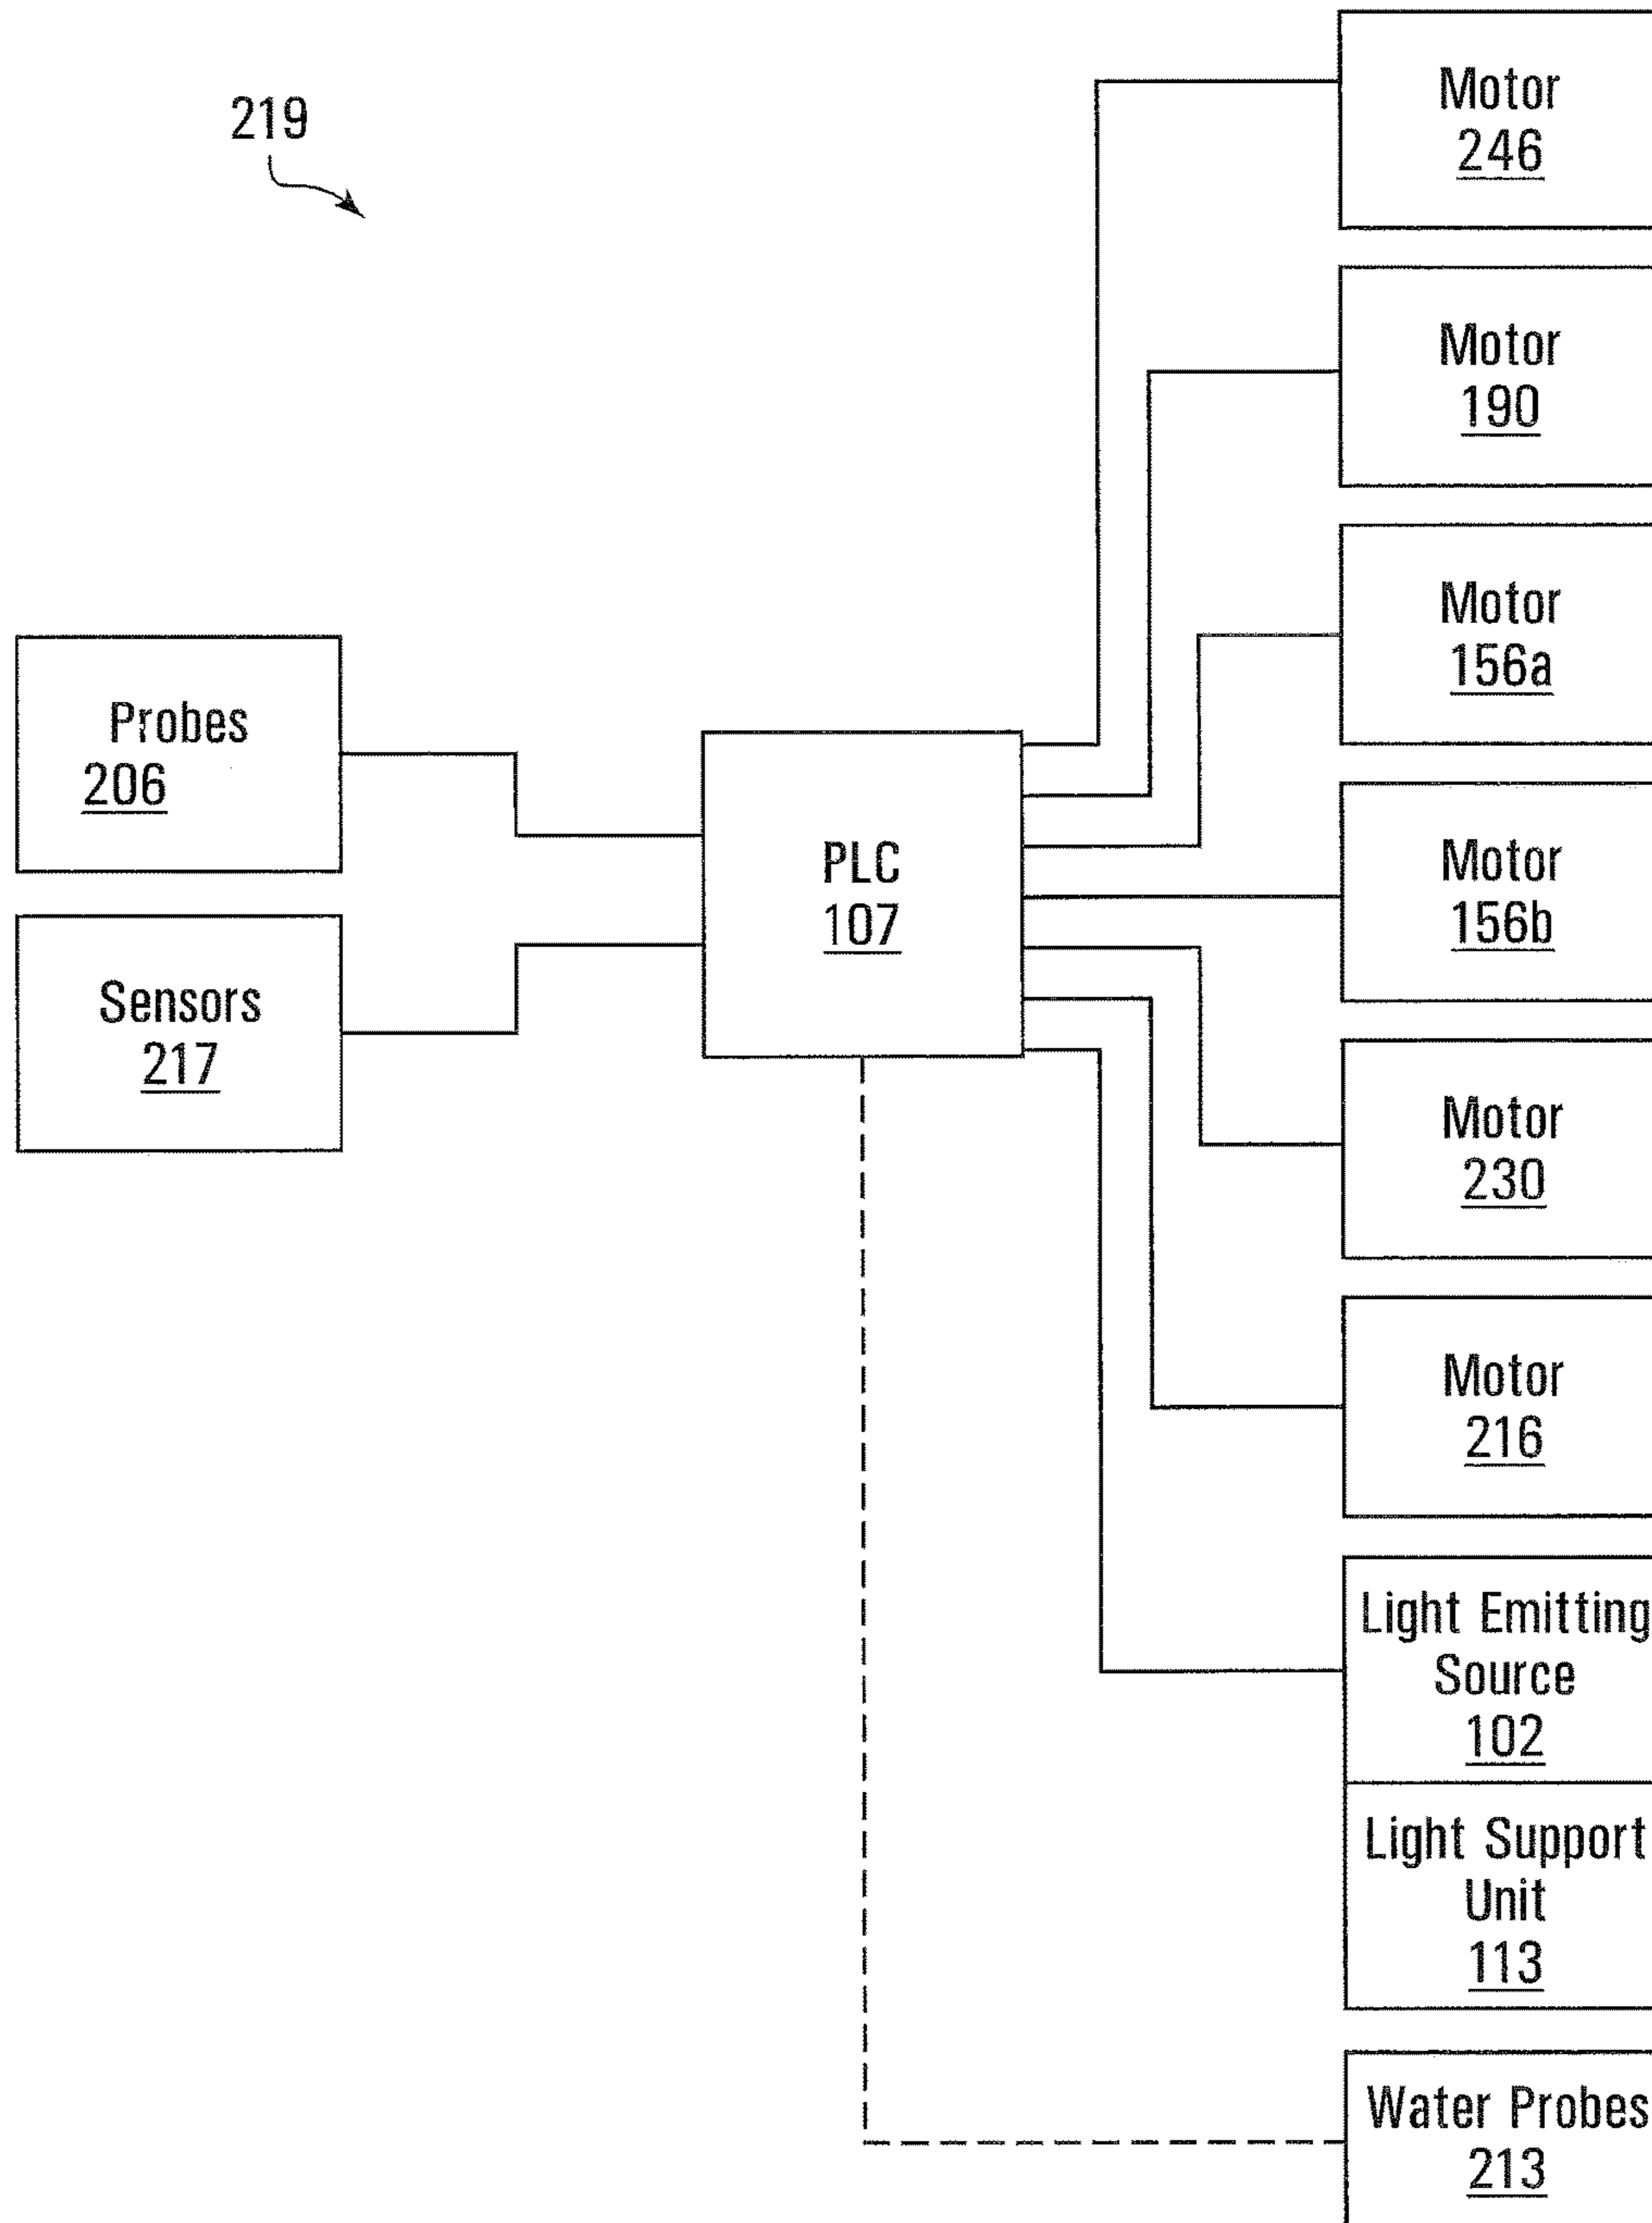 219
Probes
206
Sensors
217
PLC
107
Motor
246
Motor
190
Motor
156a
Motor
156b
Motor
230
Motor
216
Light Emitting
Source
102
Light Support
Unit
113
Water Probes
213